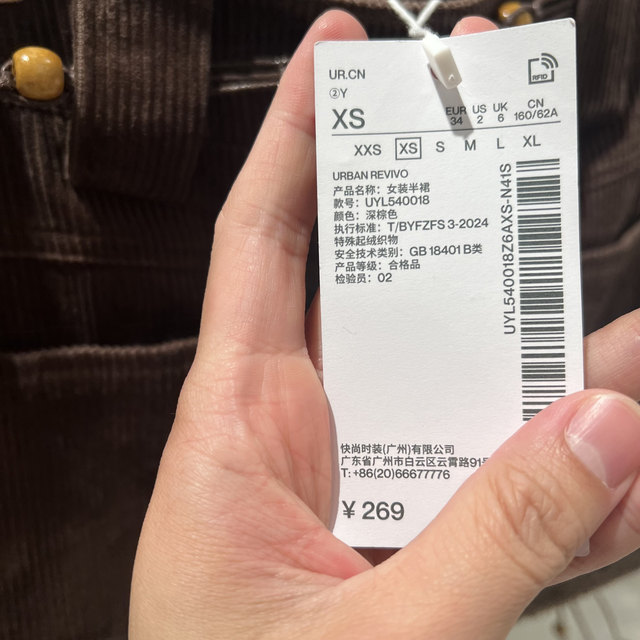 UR.CN
RFID
②Y
XS
EUR US UK CN
34 2 6 160/62A
XXS XS S M L XL
URBAN REVIVO
产品名称：女装半裙
款号：UYL540018
颜色：深棕色
执行标准：T/BYFZFS 3-2024
特殊起绒织物
安全技术类别：GB 18401 B类
产品等级：合格品
检验员：02
UYL540018Z6AXS-N41S
快尚时装(广州)有限公司
广东省广州市白云区云霄路91号
T: +86(20)66677776
¥ 269